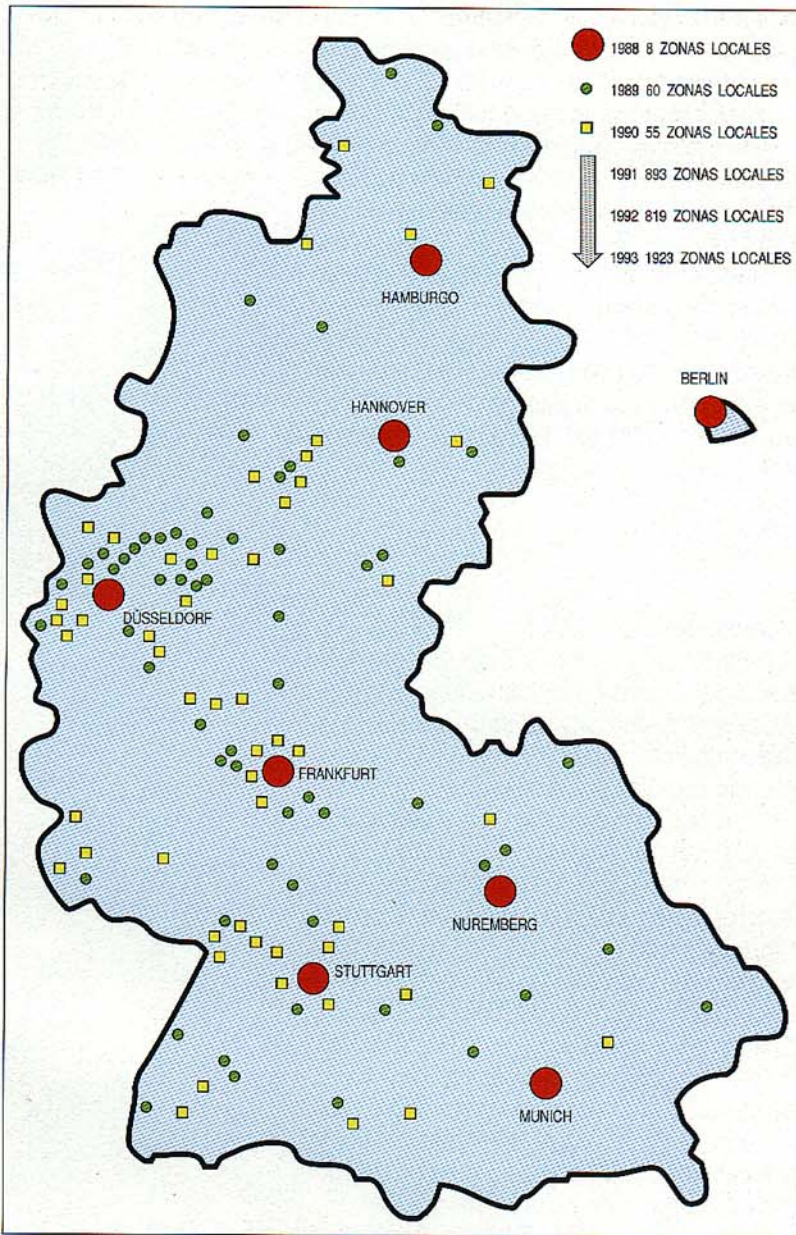 1988 8 ZONAS LOCALES
1989 60 ZONAS LOCALES
1990 55 ZONAS LOCALES
1991 893 ZONAS LOCALES
1992 819 ZONAS LOCALES
1993 1923 ZONAS LOCALES
HAMBURGO
BERLIN
HANNOVER
DÜSSELDORF
FRANKFURT
NUREMBERG
STUTTGART
MUNICH